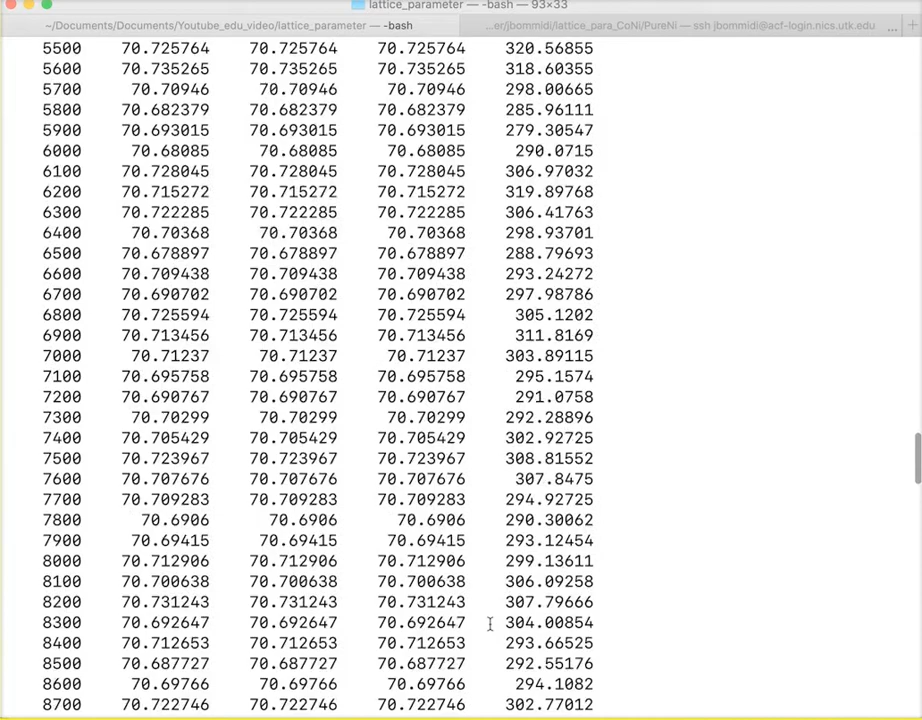 lattice_parameter — -bash — 93×33
~/Documents/Documents/Youtube_edu_video/lattice_parameter — -bash
...er/jbommidi/lattice_para_CoNi/PureNi — ssh jbommidi@acf-login.nics.utk.edu ... +
5500 70.725764 70.725764 70.725764 320.56855
5600 70.735265 70.735265 70.735265 318.60355
5700 70.70946 70.70946 70.70946 298.00665
5800 70.682379 70.682379 70.682379 285.96111
5900 70.693015 70.693015 70.693015 279.30547
6000 70.68085 70.68085 70.68085 290.0715
6100 70.728045 70.728045 70.728045 306.97032
6200 70.715272 70.715272 70.715272 319.89768
6300 70.722285 70.722285 70.722285 306.41763
6400 70.70368 70.70368 70.70368 298.93701
6500 70.678897 70.678897 70.678897 288.79693
6600 70.709438 70.709438 70.709438 293.24272
6700 70.690702 70.690702 70.690702 297.98786
6800 70.725594 70.725594 70.725594 305.1202
6900 70.713456 70.713456 70.713456 311.8169
7000 70.71237 70.71237 70.71237 303.89115
7100 70.695758 70.695758 70.695758 295.1574
7200 70.690767 70.690767 70.690767 291.0758
7300 70.70299 70.70299 70.70299 292.28896
7400 70.705429 70.705429 70.705429 302.92725
7500 70.723967 70.723967 70.723967 308.81552
7600 70.707676 70.707676 70.707676 307.8475
7700 70.709283 70.709283 70.709283 294.92725
7800 70.6906 70.6906 70.6906 290.30062
7900 70.69415 70.69415 70.69415 293.12454
8000 70.712906 70.712906 70.712906 299.13611
8100 70.700638 70.700638 70.700638 306.09258
8200 70.731243 70.731243 70.731243 307.79666
8300 70.692647 70.692647 70.692647 304.00854
8400 70.712653 70.712653 70.712653 293.66525
8500 70.687727 70.687727 70.687727 292.55176
8600 70.69766 70.69766 70.69766 294.1082
8700 70.722746 70.722746 70.722746 302.77012